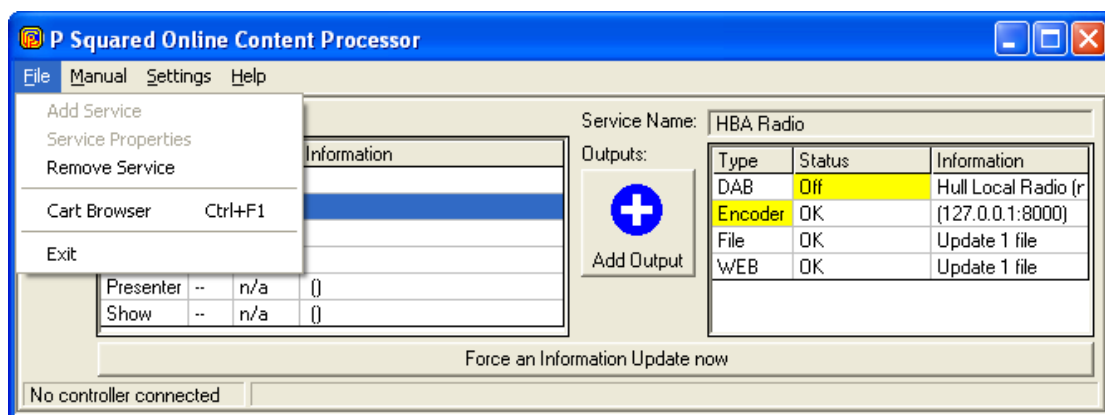 P Squared Online Content Processor
File Manual Settings Help
Add Service
Service Properties
Remove Service
Cart Browser Ctrl+F1
Exit
Information
Presenter -- n/a ()
Show -- n/a ()
Service Name: HBA Radio
Outputs:
Add Output
Type Status Information
DAB Off Hull Local Radio (r
Encoder OK (127.0.0.1:8000)
File OK Update 1 file
WEB OK Update 1 file
Force an Information Update now
No controller connected